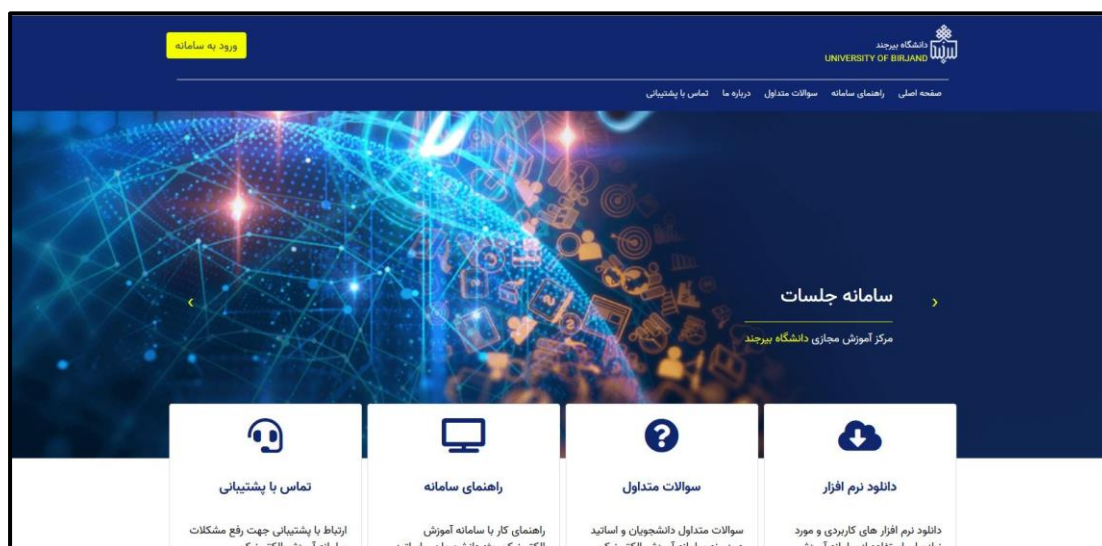 دانشگاه بیرجند
UNIVERSITY OF BIRJAND
ورود به سامانه
صفحه اصلی راهنمای سامانه سوالات متداول درباره ما تماس با پشتیبانی
سامانه جلسات
مرکز آموزش مجازی دانشگاه بیرجند
دانلود نرم افزار
دانلود نرم افزار های کاربردی و مورد
سوالات متداول
سوالات متداول دانشجویان و اساتید
راهنمای سامانه
راهنمای کار با سامانه آموزش
تماس با پشتیبانی
ارتباط با پشتیبانی جهت رفع مشکلات